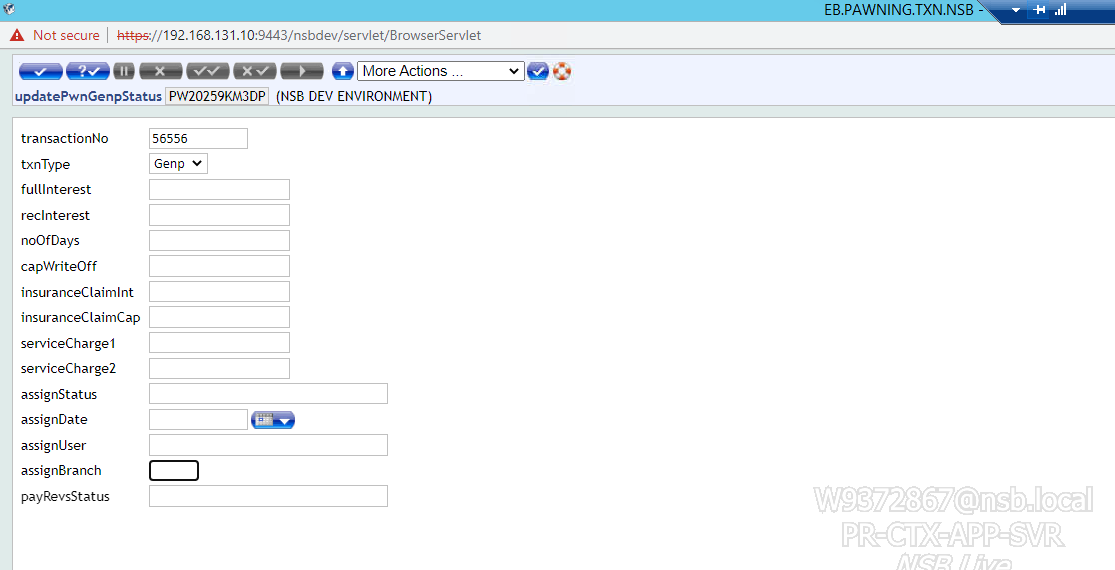 EB.PAWNING.TXN.NSB -
Not secure https://192.168.131.10:9443/nsbdev/servlet/BrowserServlet
More Actions ...
updatePwnGenpStatus PW20259KM3DP (NSB DEV ENVIRONMENT)
transactionNo 56556
txnType Genp
fullInterest
recInterest
noOfDays
capWriteOff
insuranceClaimInt
insuranceClaimCap
serviceCharge1
serviceCharge2
assignStatus
assignDate
assignUser
assignBranch
payRevsStatus
W9372867@nsb.local
PR-CTX-APP-SVR
NSB Live